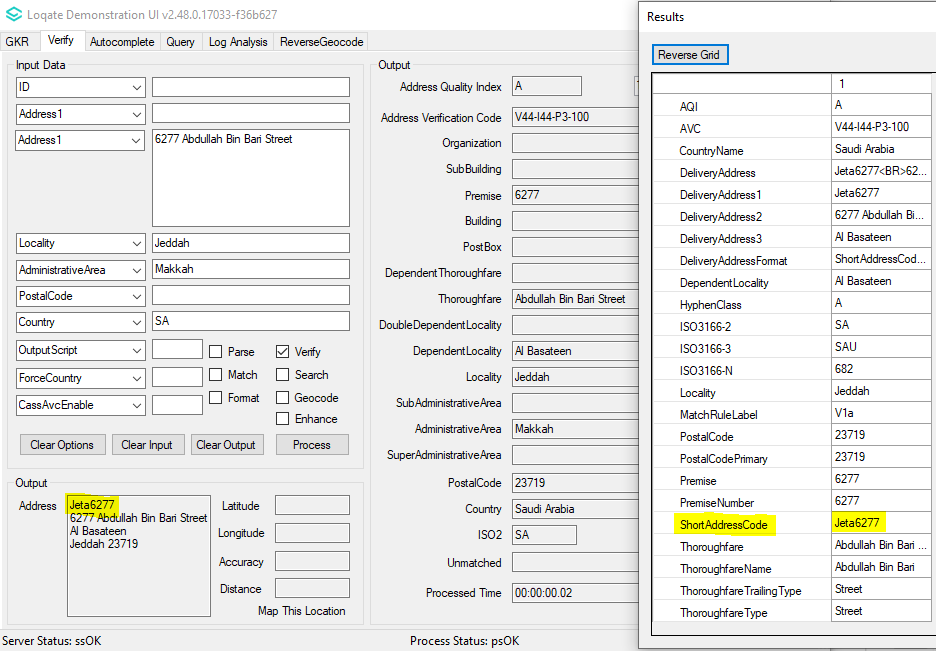 Loqate Demonstration UI v2.48.0.17033-f36b627
GKR Verify Autocomplete Query Log Analysis ReverseGeocode
Input Data
ID
Address1
Address1 6277 Abdullah Bin Bari Street
Locality Jeddah
AdministrativeArea Makkah
PostalCode
Country SA
OutputScript Parse Verify
ForceCountry Match Search
CassAvcEnable Format Geocode
Enhance
Clear Options Clear Input Clear Output Process
Output
Address Jeta6277
6277 Abdullah Bin Bari Street
Al Basateen
Jeddah 23719
Latitude
Longitude
Accuracy
Distance
Map This Location
Output
Address Quality Index A
Address Verification Code V44-I44-P3-100
Organization
SubBuilding
Premise 6277
Building
PostBox
DependentThoroughfare
Thoroughfare Abdullah Bin Bari Street
DoubleDependentLocality
DependentLocality Al Basateen
Locality Jeddah
SubAdministrativeArea
AdministrativeArea Makkah
SuperAdministrativeArea
PostalCode 23719
Country Saudi Arabia
ISO2 SA
Unmatched
Processed Time 00:00:00.02
Server Status: ssOK Process Status: psOK
Results
Reverse Grid
1
AQI A
AVC V44-I44-P3-100
CountryName Saudi Arabia
DeliveryAddress Jeta6277<BR>62...
DeliveryAddress1 Jeta6277
DeliveryAddress2 6277 Abdullah Bi...
DeliveryAddress3 Al Basateen
DeliveryAddressFormat ShortAddressCod...
DependentLocality Al Basateen
HyphenClass A
ISO3166-2 SA
ISO3166-3 SAU
ISO3166-N 682
Locality Jeddah
MatchRuleLabel V1a
PostalCode 23719
PostalCodePrimary 23719
Premise 6277
PremiseNumber 6277
ShortAddressCode Jeta6277
Thoroughfare Abdullah Bin Bari ...
ThoroughfareName Abdullah Bin Bari
ThoroughfareTrailingType Street
ThoroughfareType Street